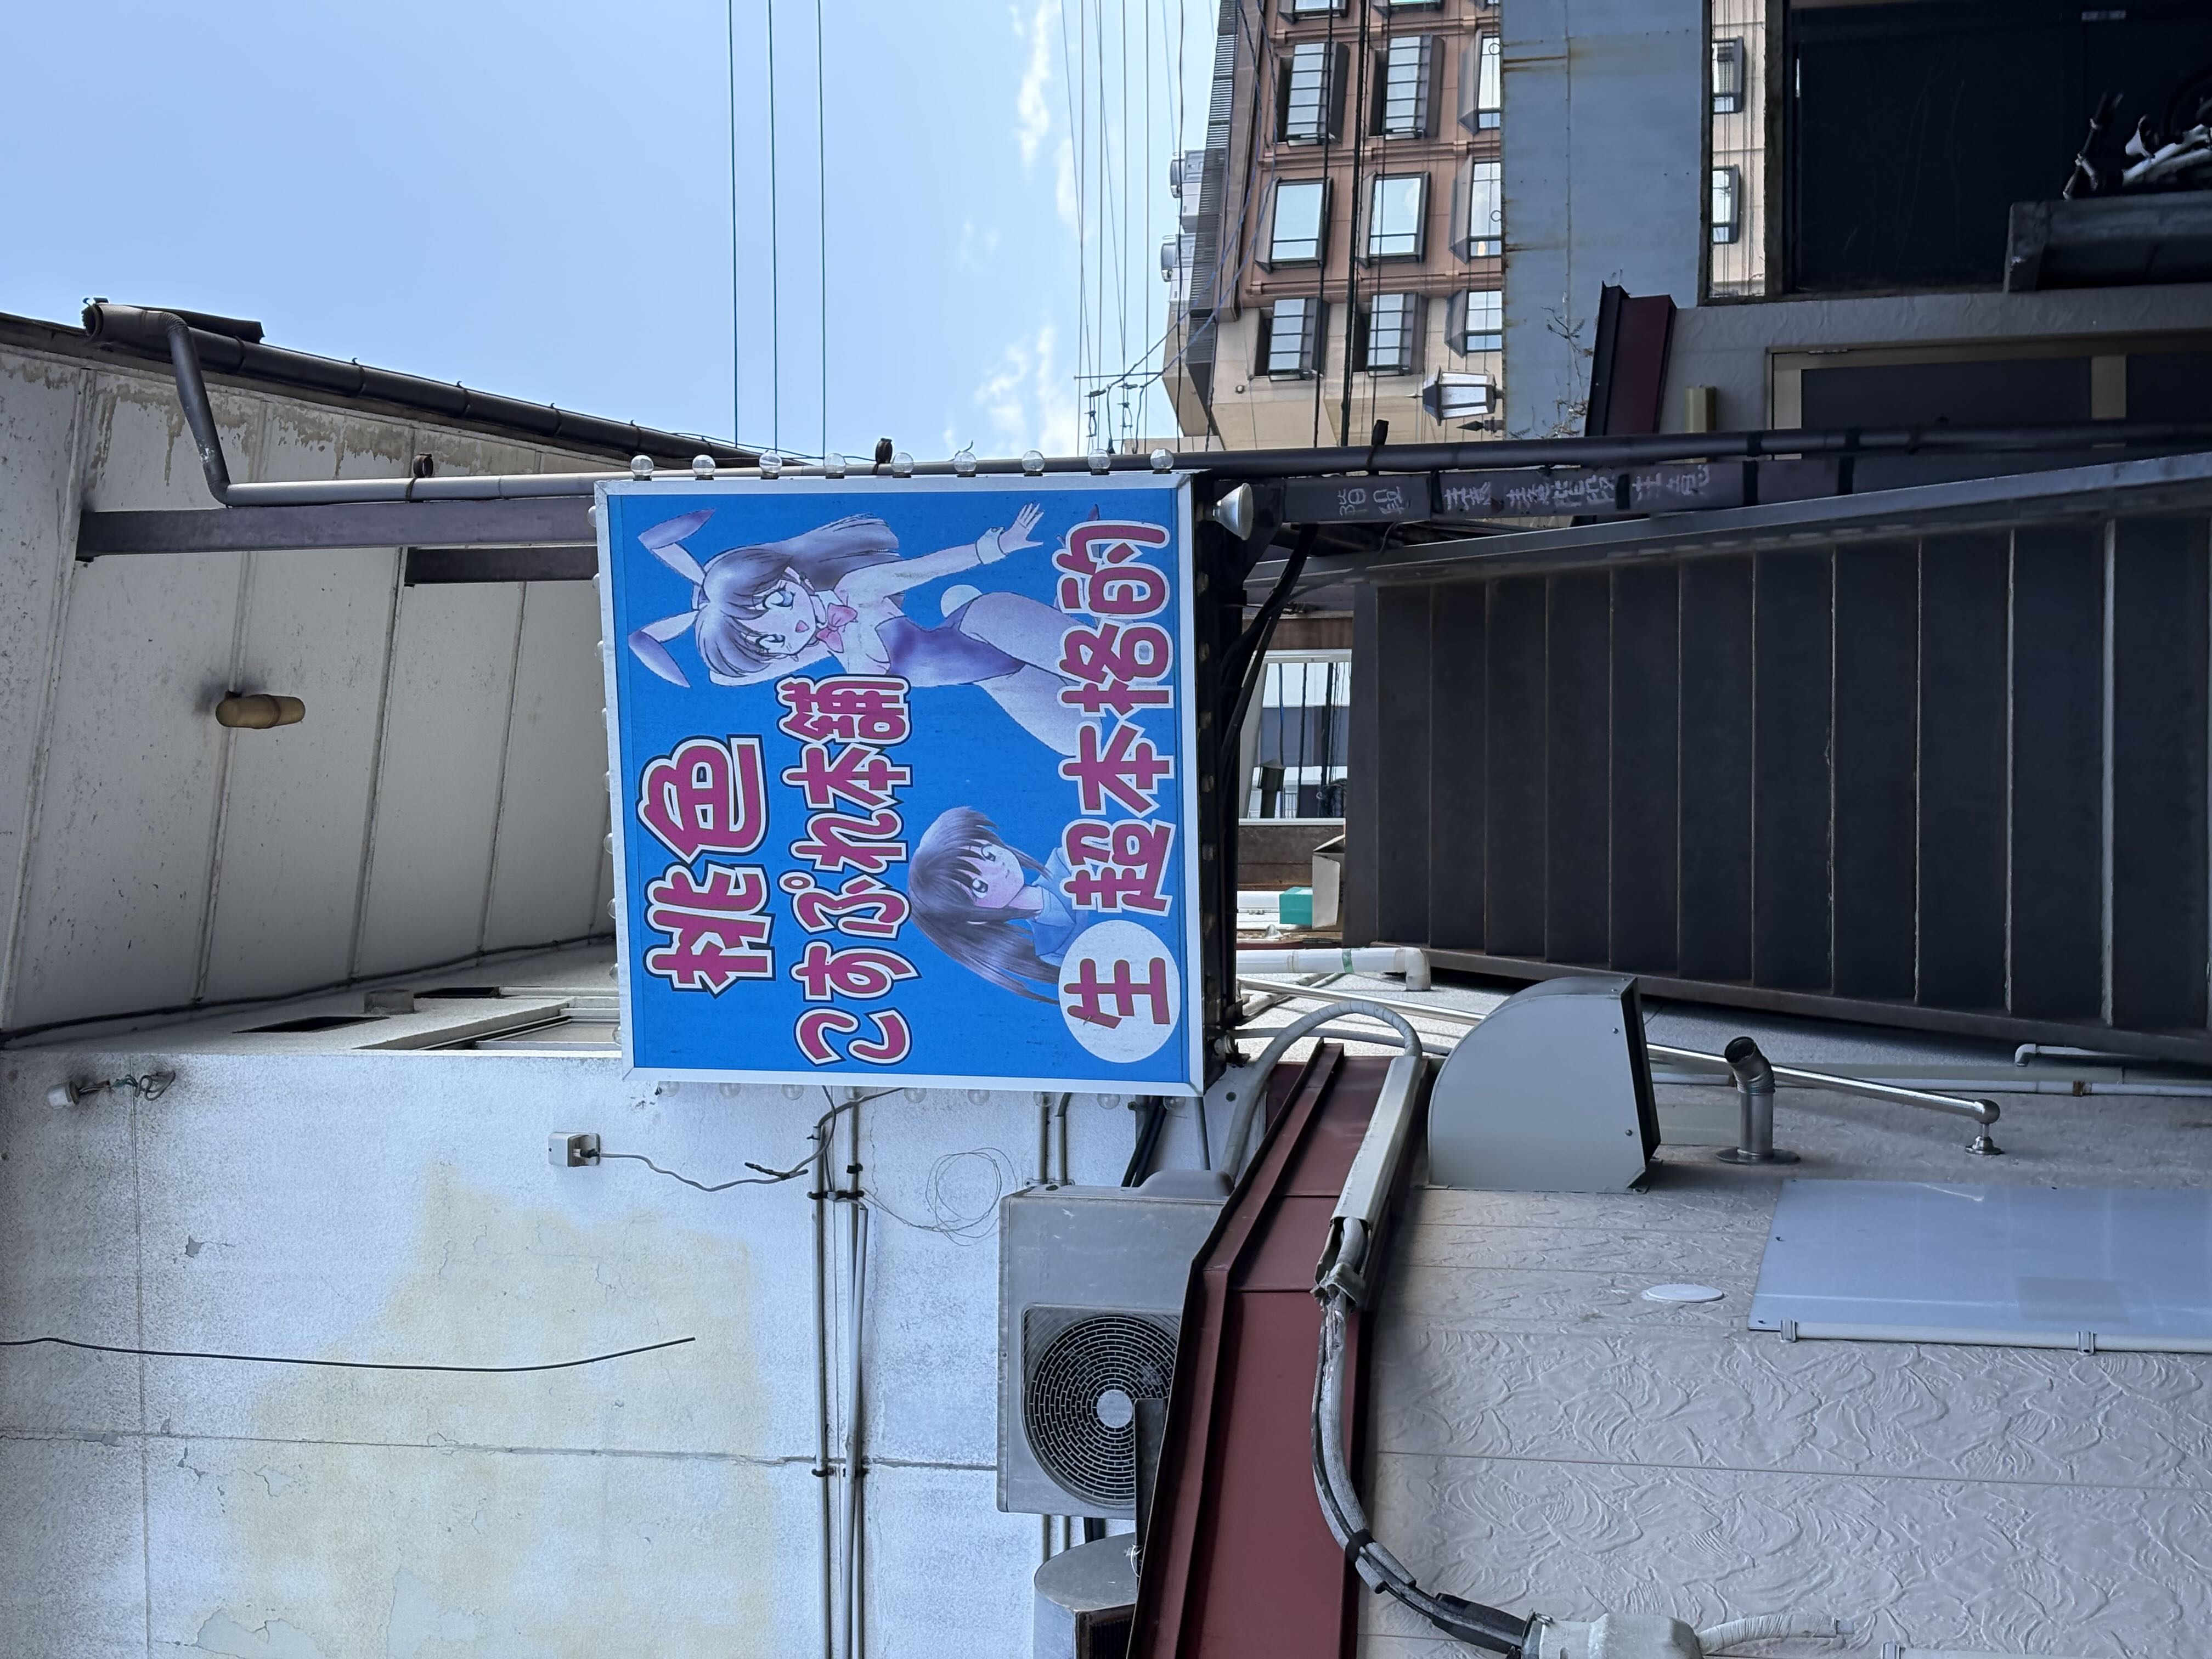 桃色
こすぷれ本舗
生 超本格的